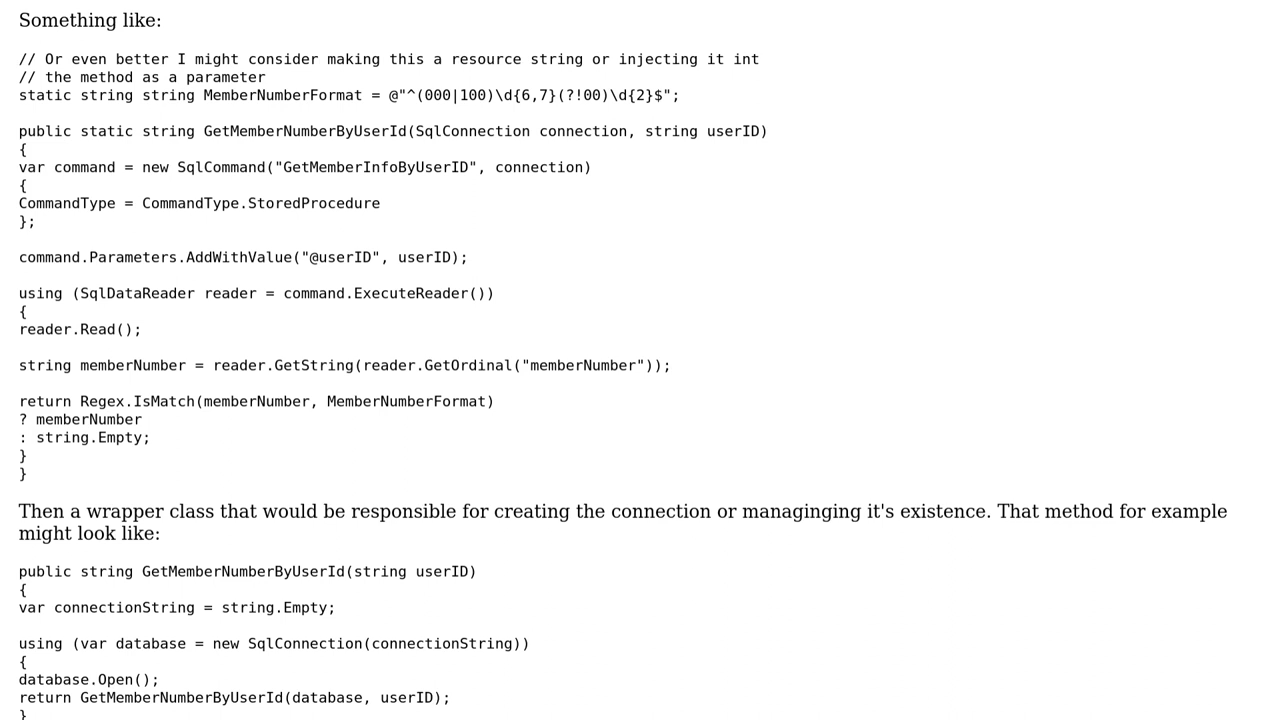 Something like:
// Or even better I might consider making this a resource string or injecting it int
// the method as a parameter
static string string MemberNumberFormat = @"^(000|100)\d{6,7}(?!00)\d{2}$";
public static string GetMemberNumberByUserId(SqlConnection connection, string userID)
{
var command = new SqlCommand("GetMemberInfoByUserID", connection)
{
CommandType = CommandType.StoredProcedure
};
command.Parameters.AddWithValue("@userID", userID);
using (SqlDataReader reader = command.ExecuteReader())
{
reader.Read();
string memberNumber = reader.GetString(reader.GetOrdinal("memberNumber"));
return Regex.IsMatch(memberNumber, MemberNumberFormat)
? memberNumber
: string.Empty;
}
}
Then a wrapper class that would be responsible for creating the connection or managinging it's existence. That method for example
might look like:
public string GetMemberNumberByUserId(string userID)
{
var connectionString = string.Empty;
using (var database = new SqlConnection(connectionString))
{
database.Open();
return GetMemberNumberByUserId(database, userID);
}